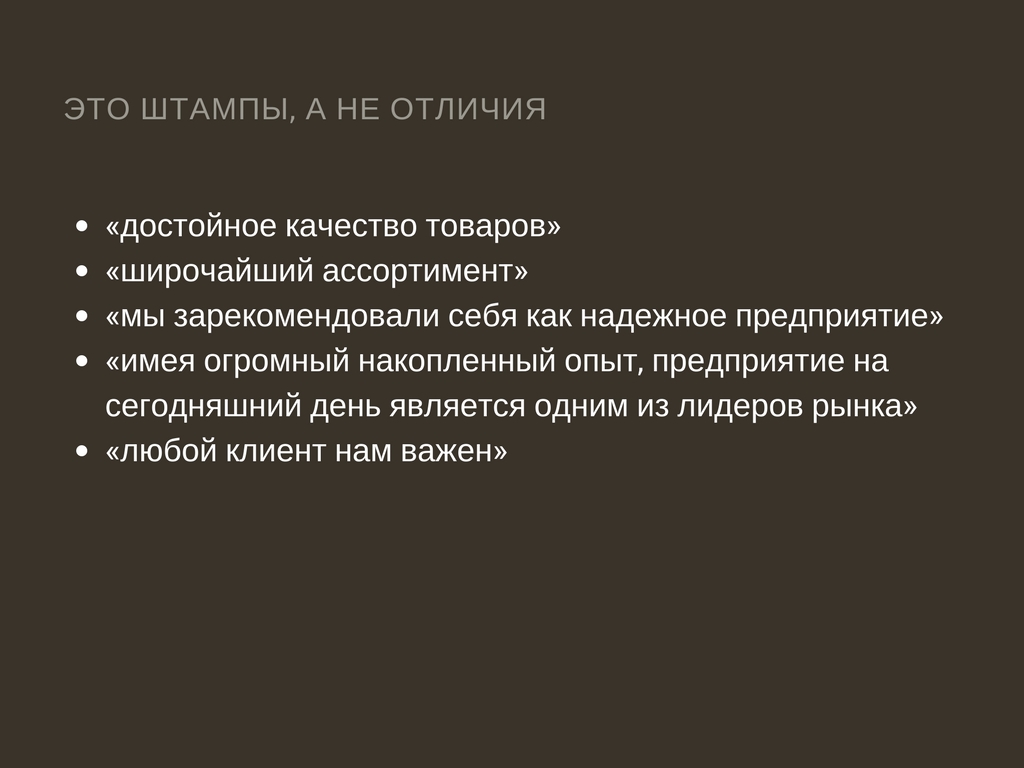 ЭТО ШТАМПЫ, А НЕ ОТЛИЧИЯ
• «достойное качество товаров»
• «широчайший ассортимент»
• «мы зарекомендовали себя как надежное предприятие»
• «имея огромный накопленный опыт, предприятие на
сегодняшний день является одним из лидеров рынка»
• «любой клиент нам важен»